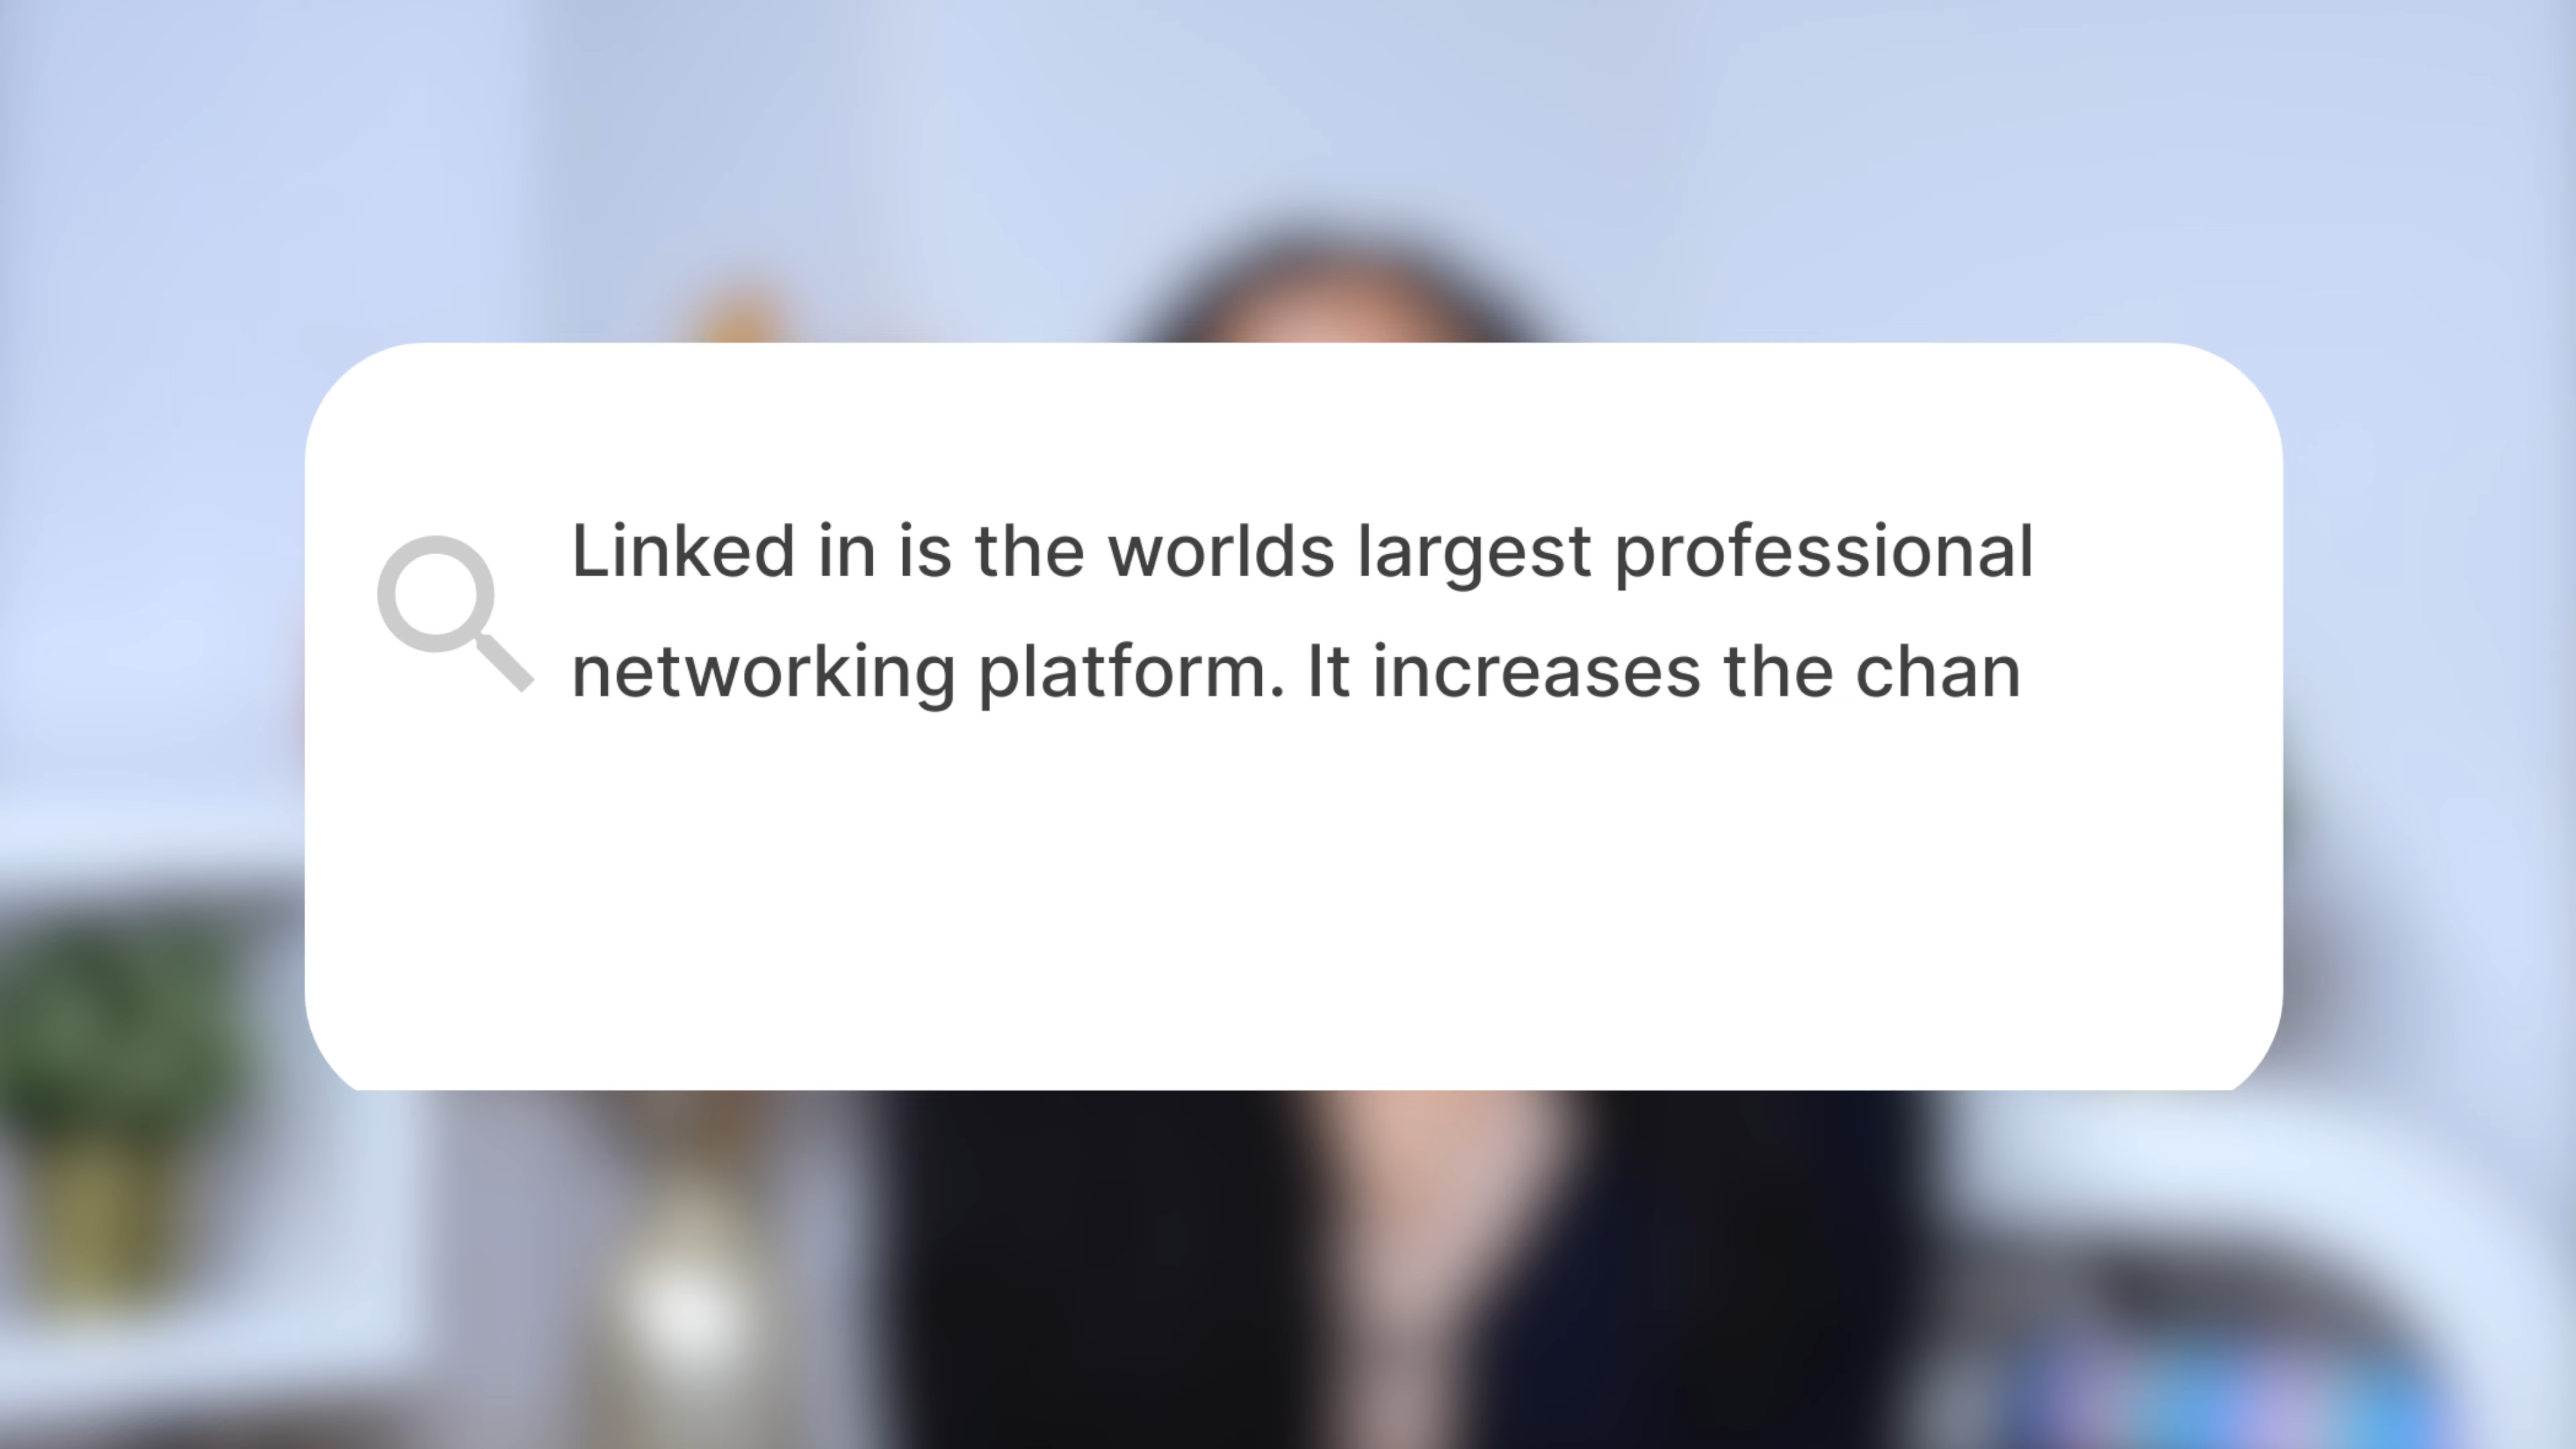 Linked in is the worlds largest professional
networking platform. It increases the chan